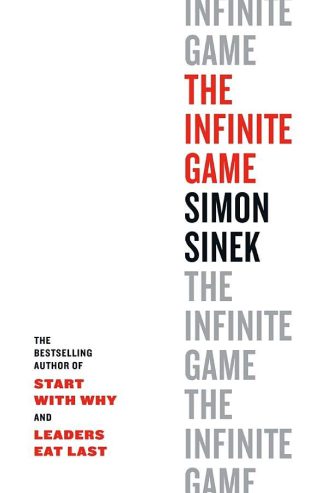 INFINITE
GAME
THE
INFINITE
GAME
SIMON
SINEK
THE
INFINITE
GAME
THE
INFINITE
GAME
THE
BESTSELLING
AUTHOR OF
START
WITH WHY
AND
LEADERS
EAT LAST